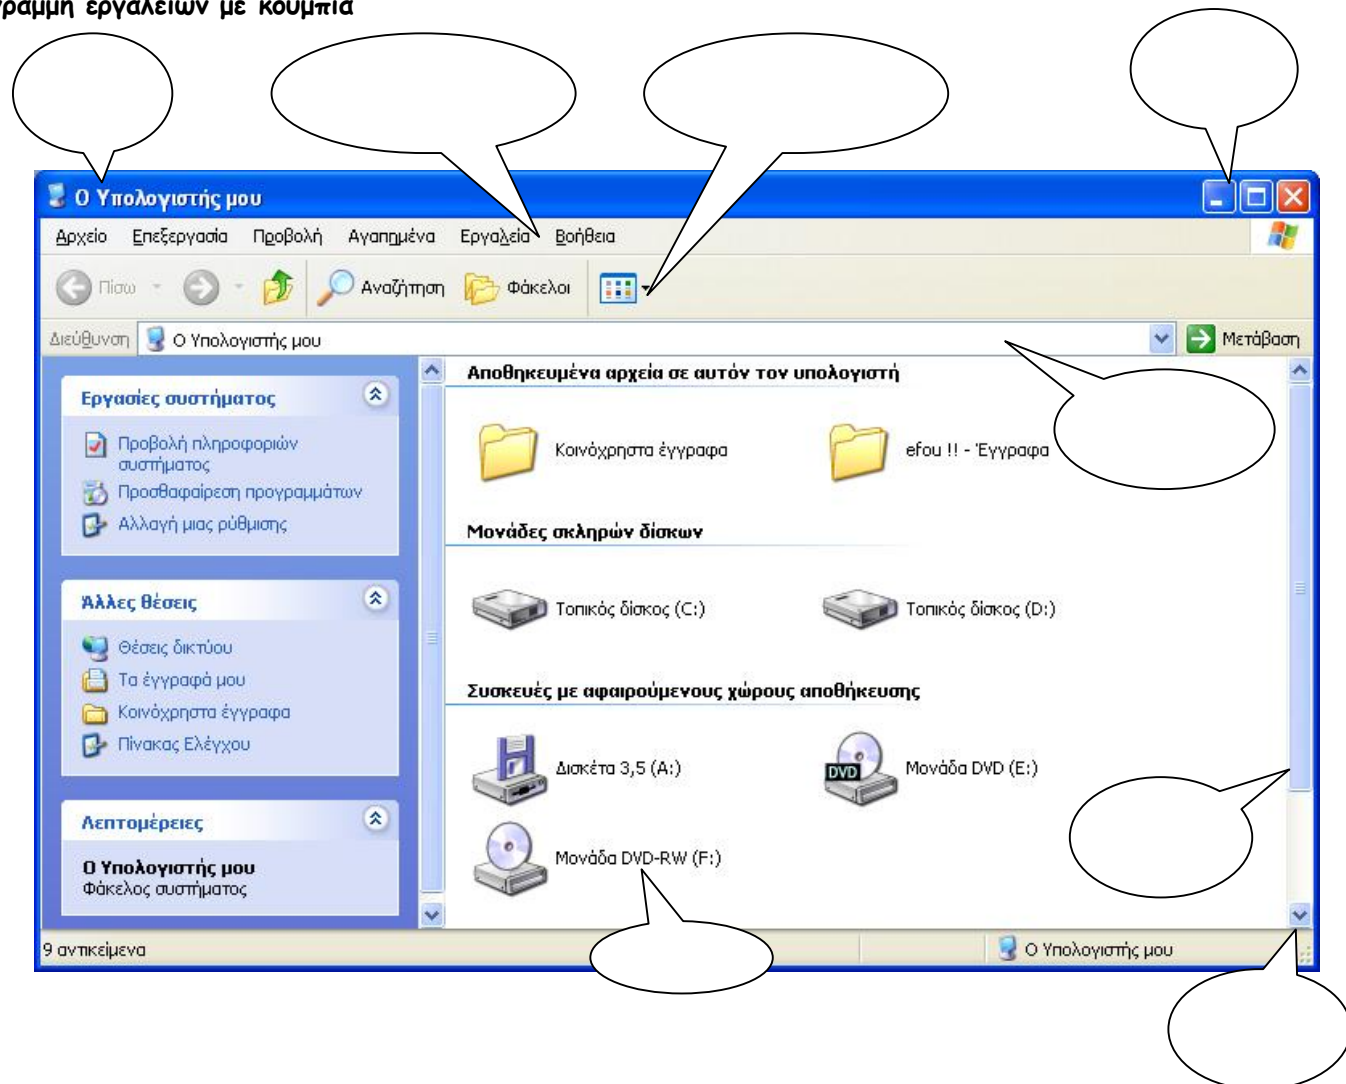 γραμμή εργαλείων με κουμπιά
Ο Υπολογιστής μου
Αρχείο Επεξεργασία Προβολή Αγαπημένα Εργαλεία Βοήθεια
Πίσω Αναζήτηση Φάκελοι
Διεύθυνση Ο Υπολογιστής μου Μετάβαση
Εργασίες συστήματος
Προβολή πληροφοριών
συστήματος
Προσθαφαίρεση προγραμμάτων
Αλλαγή μιας ρύθμισης
Άλλες θέσεις
Θέσεις δικτύου
Τα έγγραφά μου
Κοινόχρηστα έγγραφα
Πίνακας Ελέγχου
Λεπτομέρειες
Ο Υπολογιστής μου
Φάκελος συστήματος
Αποθηκευμένα αρχεία σε αυτόν τον υπολογιστή
Κοινόχρηστα έγγραφα efou !! - Έγγραφα
Μονάδες σκληρών δίσκων
Τοπικός δίσκος (C:) Τοπικός δίσκος (D:)
Συσκευές με αφαιρούμενους χώρους αποθήκευσης
Δισκέτα 3,5 (A:) DVD Μονάδα DVD (E:)
Μονάδα DVD-RW (F:)
9 αντικείμενα Ο Υπολογιστής μου